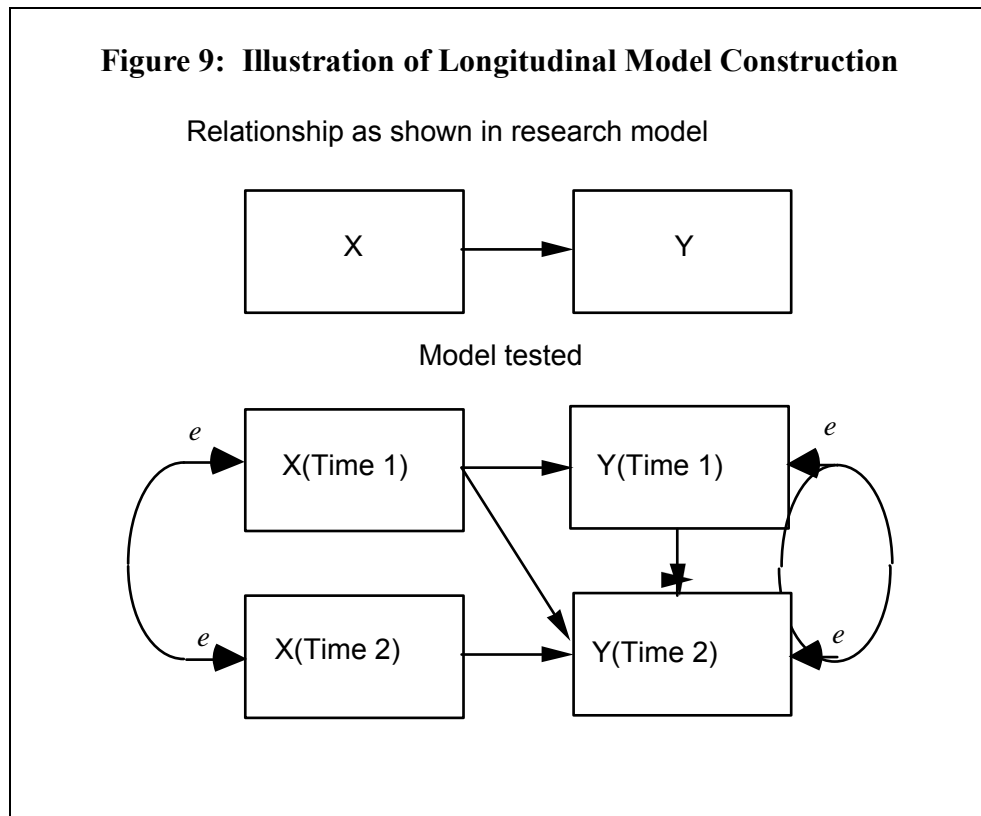 Figure 9: Illustration of Longitudinal Model Construction
Relationship as shown in research model
X
Y
Model tested
e
e
X(Time 1)
Y(Time 1)
e
X(Time 2)
Y(Time 2)
e